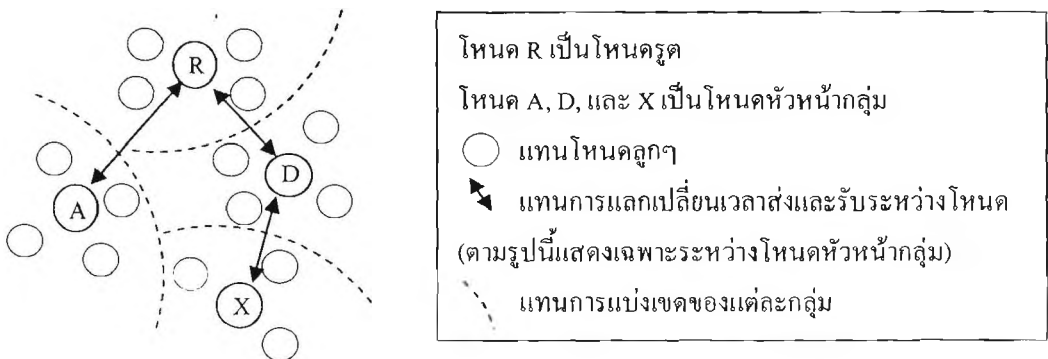 R
D
A
X
โหนด R เป็นโหนดรูต
โหนด A, D, และ X เป็นโหนดหัวหน้ากลุ่ม
แทนโหนดลูกๆ
แทนการแลกเปลี่ยนเวลาส่งและรับระหว่างโหนด
(ตามรูปนี้แสดงเฉพาะระหว่างโหนดหัวหน้ากลุ่ม)
แทนการแบ่งเขตของแต่ละกลุ่ม